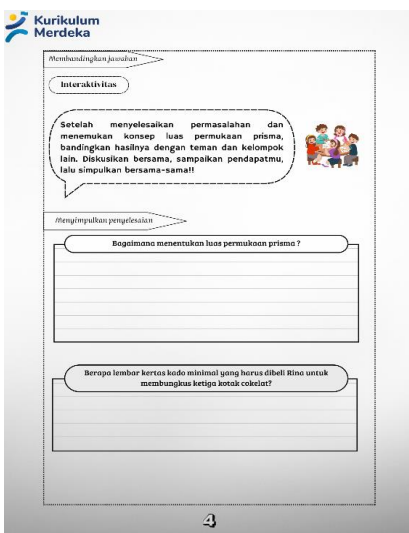 Kurikulum
Merdeka
Membandingkan jawaban
Interaktivitas
Setelah menyelesaikan permasalahan dan
menemukan konsep luas permukaan prisma,
bandingkan hasilnya dengan teman dan kelompok
lain. Diskusikan bersama, sampaikan pendapatmu,
lalu simpulkan bersama-sama!!
Menyimpulkan penyelesaian
Bagaimana menentukan luas permukaan prisma ?
Berapa lembar kertas kado minimal yang harus dibeli Rina untuk
membungkus ketiga kotak cokelat?
4